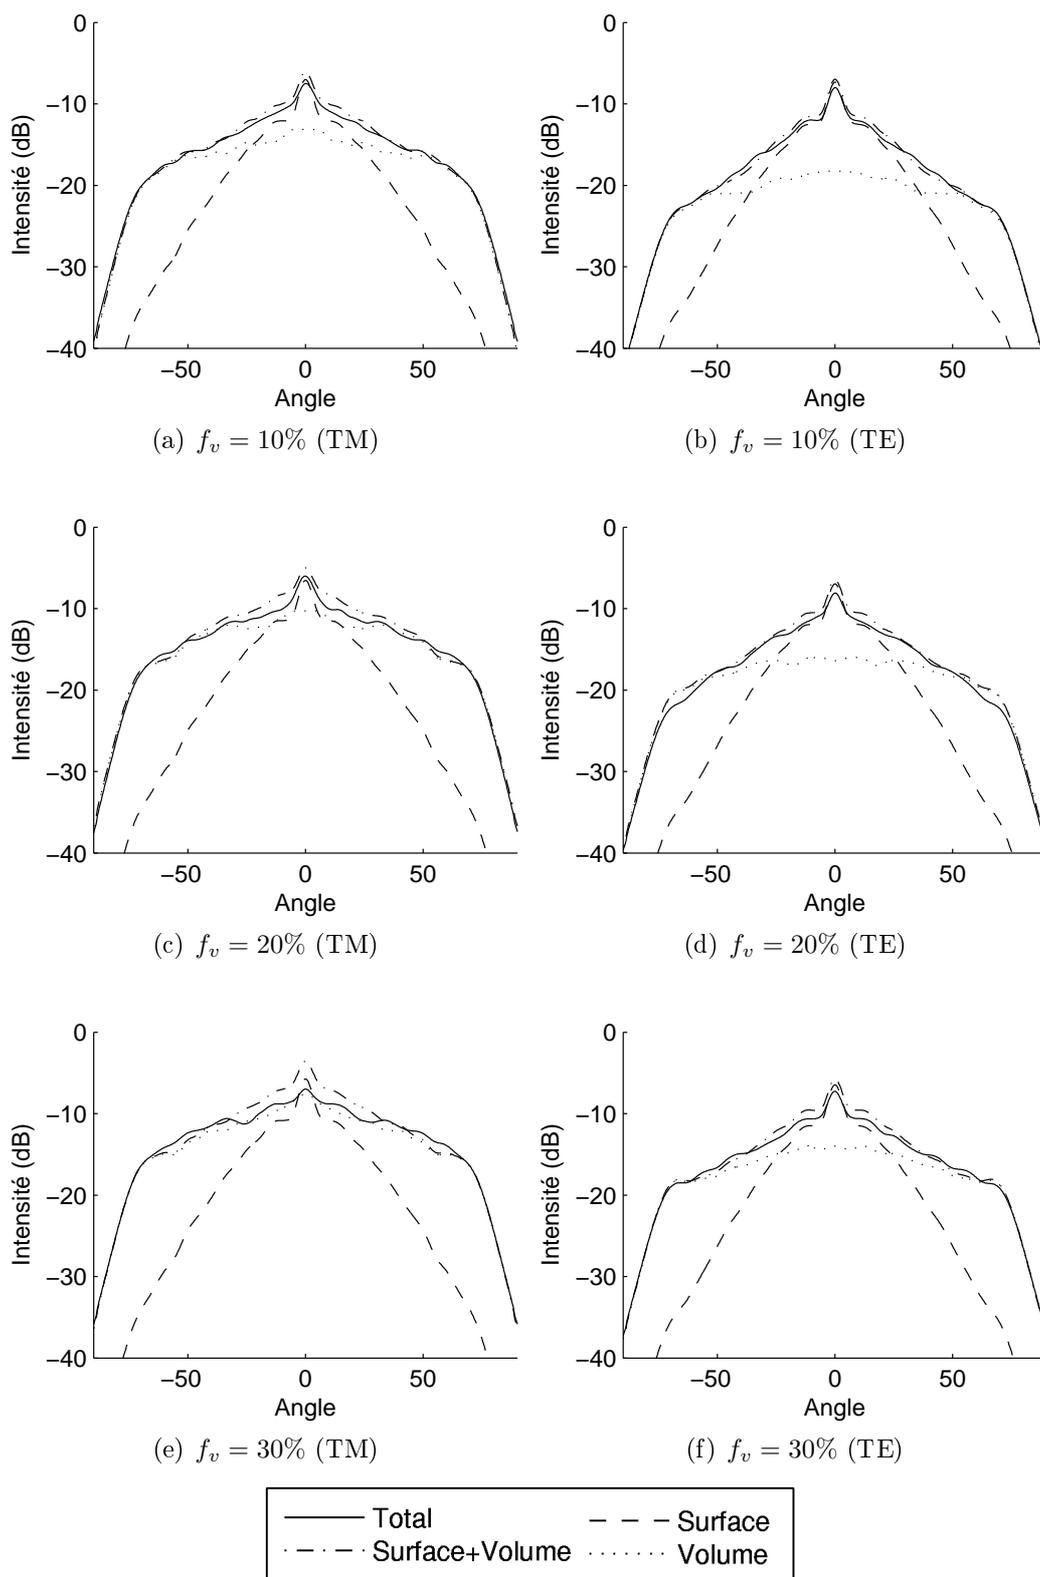 0
−10
−20
−30
−40
Intensité (dB)
−50 0 50
Angle
(a) f_v = 10% (TM)
0
−10
−20
−30
−40
Intensité (dB)
−50 0 50
Angle
(b) f_v = 10% (TE)
0
−10
−20
−30
−40
Intensité (dB)
−50 0 50
Angle
(c) f_v = 20% (TM)
0
−10
−20
−30
−40
Intensité (dB)
−50 0 50
Angle
(d) f_v = 20% (TE)
0
−10
−20
−30
−40
Intensité (dB)
−50 0 50
Angle
(e) f_v = 30% (TM)
0
−10
−20
−30
−40
Intensité (dB)
−50 0 50
Angle
(f) f_v = 30% (TE)
Total
Surface
Surface+Volume
Volume